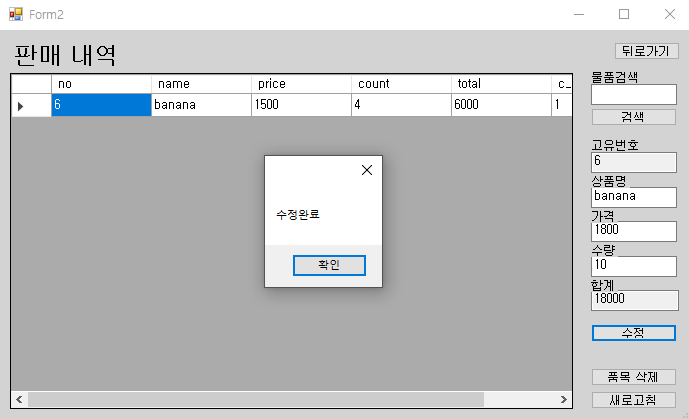 Form2
판매 내역
뒤로가기
no name price count total c_
6 banana 1500 4 6000 1
물품검색
검색
고유번호
6
상품명
banana
가격
1800
수량
10
합계
18000
수정
품목 삭제
새로고침
수정완료
확인